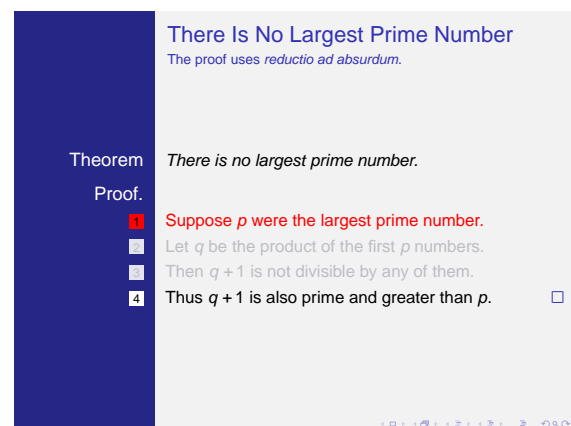 There Is No Largest Prime Number
The proof uses reductio ad absurdum.
Theorem There is no largest prime number.
Proof.
1 Suppose p were the largest prime number.
2 Let q be the product of the first p numbers.
3 Then q + 1 is not divisible by any of them.
4 Thus q + 1 is also prime and greater than p. □